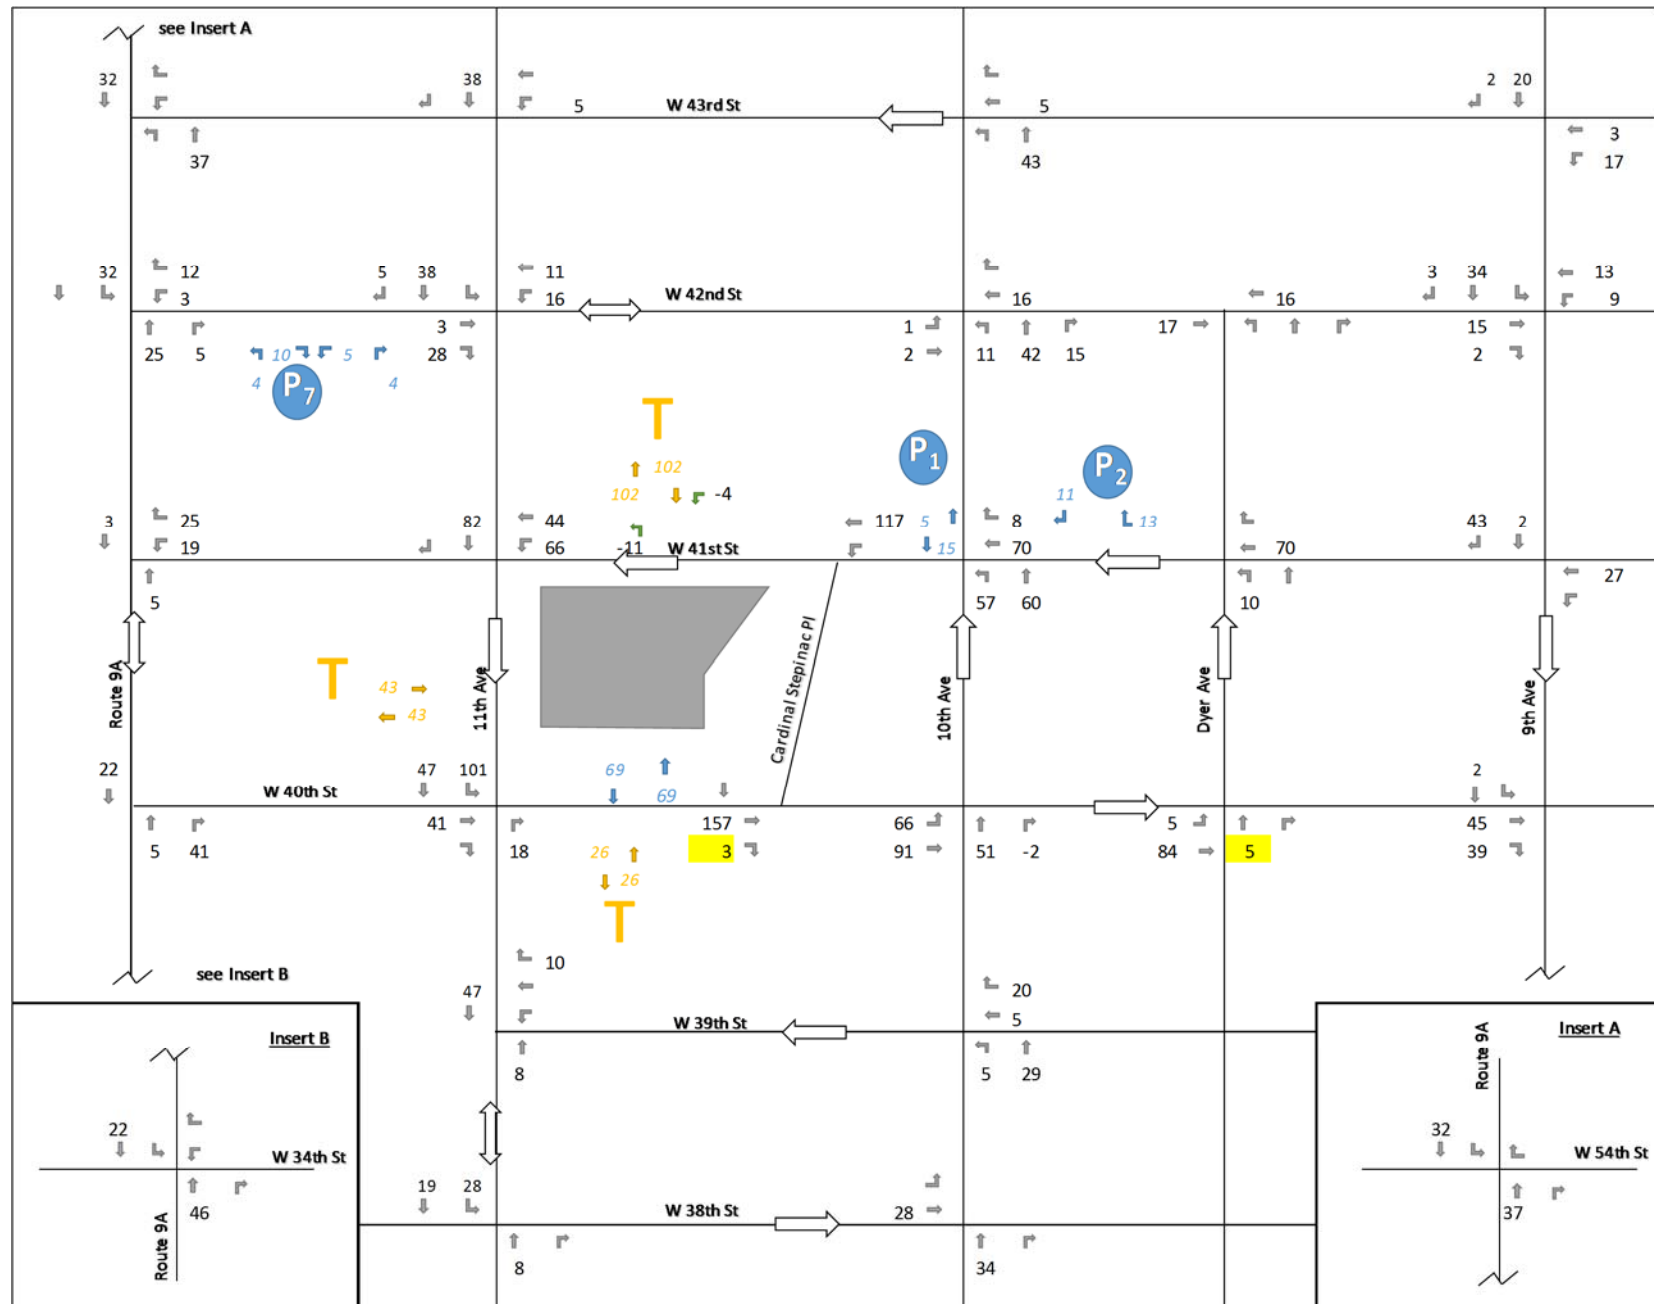 see Insert A
32 38 2 20
5 W 43rd St 5
3
37 43 17
32 12 5 38 11 3 34 13
3 16 W 42nd St 16 16 9
3 1 17 15
25 5 10 5 28 2 11 42 15 2
4 P7 4
T
P1 P2
102
102 -4 11
3 25 82 44 117 5 8 13 43 2
19 66 -11 W 41st St 15 70 70
27
5 57 60 10
Route 9A
11th Ave
Cardinal Stepinac Pl
10th Ave
Dyer Ave
9th Ave
T 43
43
22 47 101 69 2
W 40th St 69
41 157 66 5 45
5 41 18 3 91 51 -2 84 5 39
26
26
T
10
see Insert B
47 20
W 39th St 5
8 5 29
19 28
W 38th St 28
8 34
Insert B
22
W 34th St
46
Route 9A
Insert A
Route 9A
32
W 54th St
37